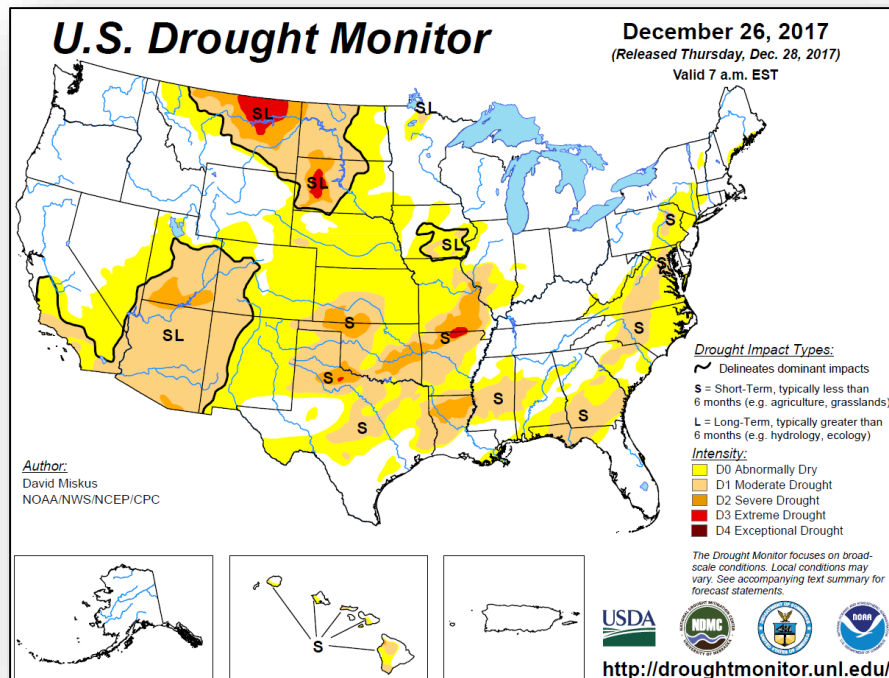 U.S. Drought Monitor
December 26, 2017
(Released Thursday, Dec. 28, 2017)
Valid 7 a.m. EST
SL
SL
SL
SL
SL
S
S
S
S
S
S
S
S
S
S
Drought Impact Types:
Delineates dominant impacts
S = Short-Term, typically less than
6 months (e.g. agriculture, grasslands)
L = Long-Term, typically greater than
6 months (e.g. hydrology, ecology)
Intensity:
D0 Abnormally Dry
D1 Moderate Drought
D2 Severe Drought
D3 Extreme Drought
D4 Exceptional Drought
Author:
David Miskus
NOAA/NWS/NCEP/CPC
The Drought Monitor focuses on broad-
scale conditions. Local conditions may
vary. See accompanying text summary for
forecast statements.
S
USDA
NDMC
NOAA
http://droughtmonitor.unl.edu/